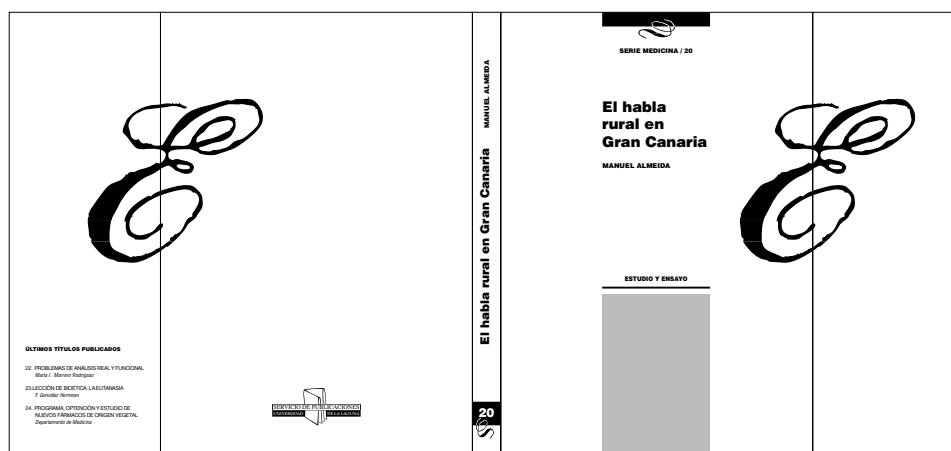 ÚLTIMOS TÍTULOS PUBLICADOS
22. PROBLEMAS DE ANÁLISIS REAL Y FUNCIONAL
María I. Marrero Rodríguez
23.LECCIÓN DE BIOÉTICA: LA EUTANASIA
F. González Hermoso
24. PROGRAMA, OPTENCIÓN Y ESTUDIO DE
NUEVOS FÁRMACOS DE ORIGEN VEGETAL
Departamento de Medicina
SERVICIO DE PUBLICACIONES
UNIVERSIDAD DE LA LAGUNA
MANUEL ALMEIDA
El habla rural en Gran Canaria
20
SERIE MEDICINA / 20
El habla
rural en
Gran Canaria
MANUEL ALMEIDA
ESTUDIO Y ENSAYO
E
E